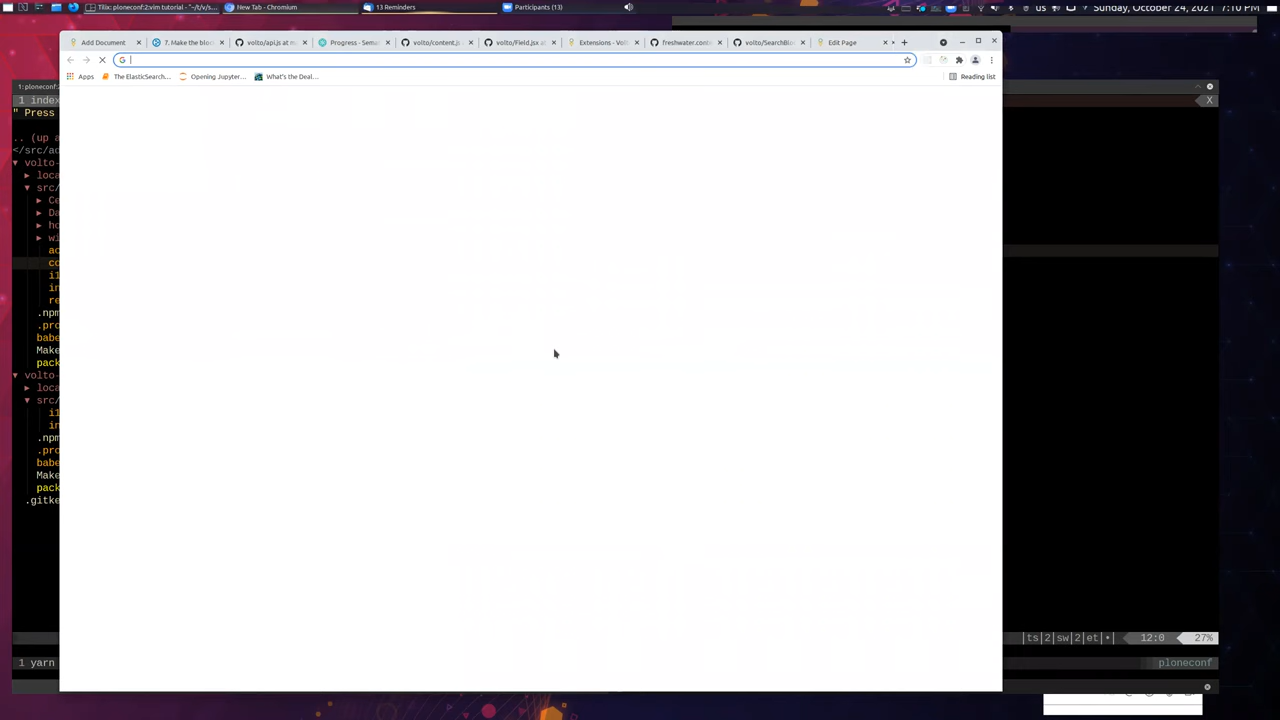 Tilix: ploneconf:2:vim tutorial - "~/t/v/s...
New Tab - Chromium
13 Reminders
Participants (13)
us
Sunday, October 24, 2021 7:10 PM
Add Document
7. Make the bloc
volto/api.js at m
Progress - Sema
volto/content.js
volto/Field.jsx at
Extensions - Vol
freshwater.conte
volto/SearchBlo
Edit Page
The ElasticSearch...
Opening Jupyter...
What's the Deal...
Apps
Reading list
1:ploneconf:
1 index
X
" Press
.. (up a
</src/ad
▼ volto-
▶ loca
▼ src/
▶ Ce
▶ Da
▶ ho
▶ wi
ac
co
i1
in
re
.npm
.pro
babe
Make
pack
▼ volto-
▶ loca
▼ src/
i1
in
.npm
.pro
babe
Make
pack
.gitke
|ts|2|sw|2|et|•| 12:0 27%
1 yarn
ploneconf